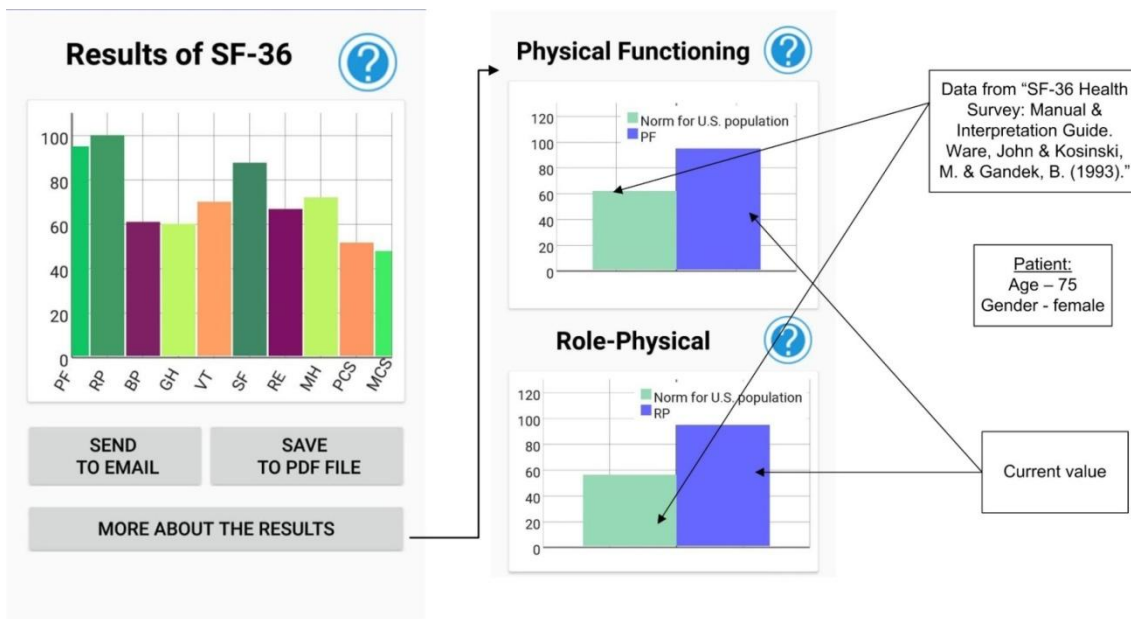 Results of SF-36
?
100
80
60
40
20
0
PF
RP
BP
GH
VT
SF
RE
MH
PCS
MCS
SEND
TO EMAIL
SAVE
TO PDF FILE
MORE ABOUT THE RESULTS
Physical Functioning
?
Norm for U.S. population
PF
120
100
80
60
40
20
0
Role-Physical
?
Norm for U.S. population
RP
120
100
80
60
40
20
0
Data from “SF-36 Health
Survey: Manual &
Interpretation Guide.
Ware, John & Kosinski,
M. & Gandek, B. (1993).”
Patient:
Age – 75
Gender - female
Current value